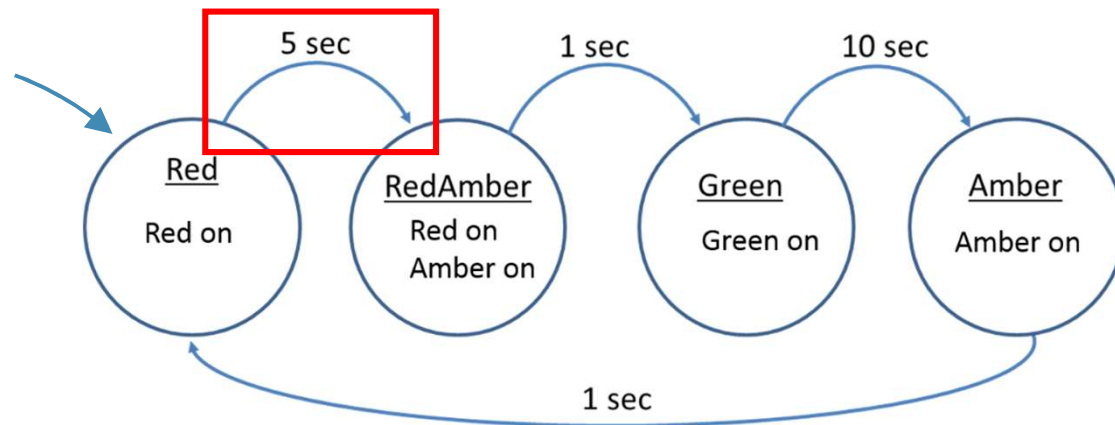 5 sec
1 sec
10 sec
Red
Red on
RedAmber
Red on
Amber on
Green
Green on
Amber
Amber on
1 sec